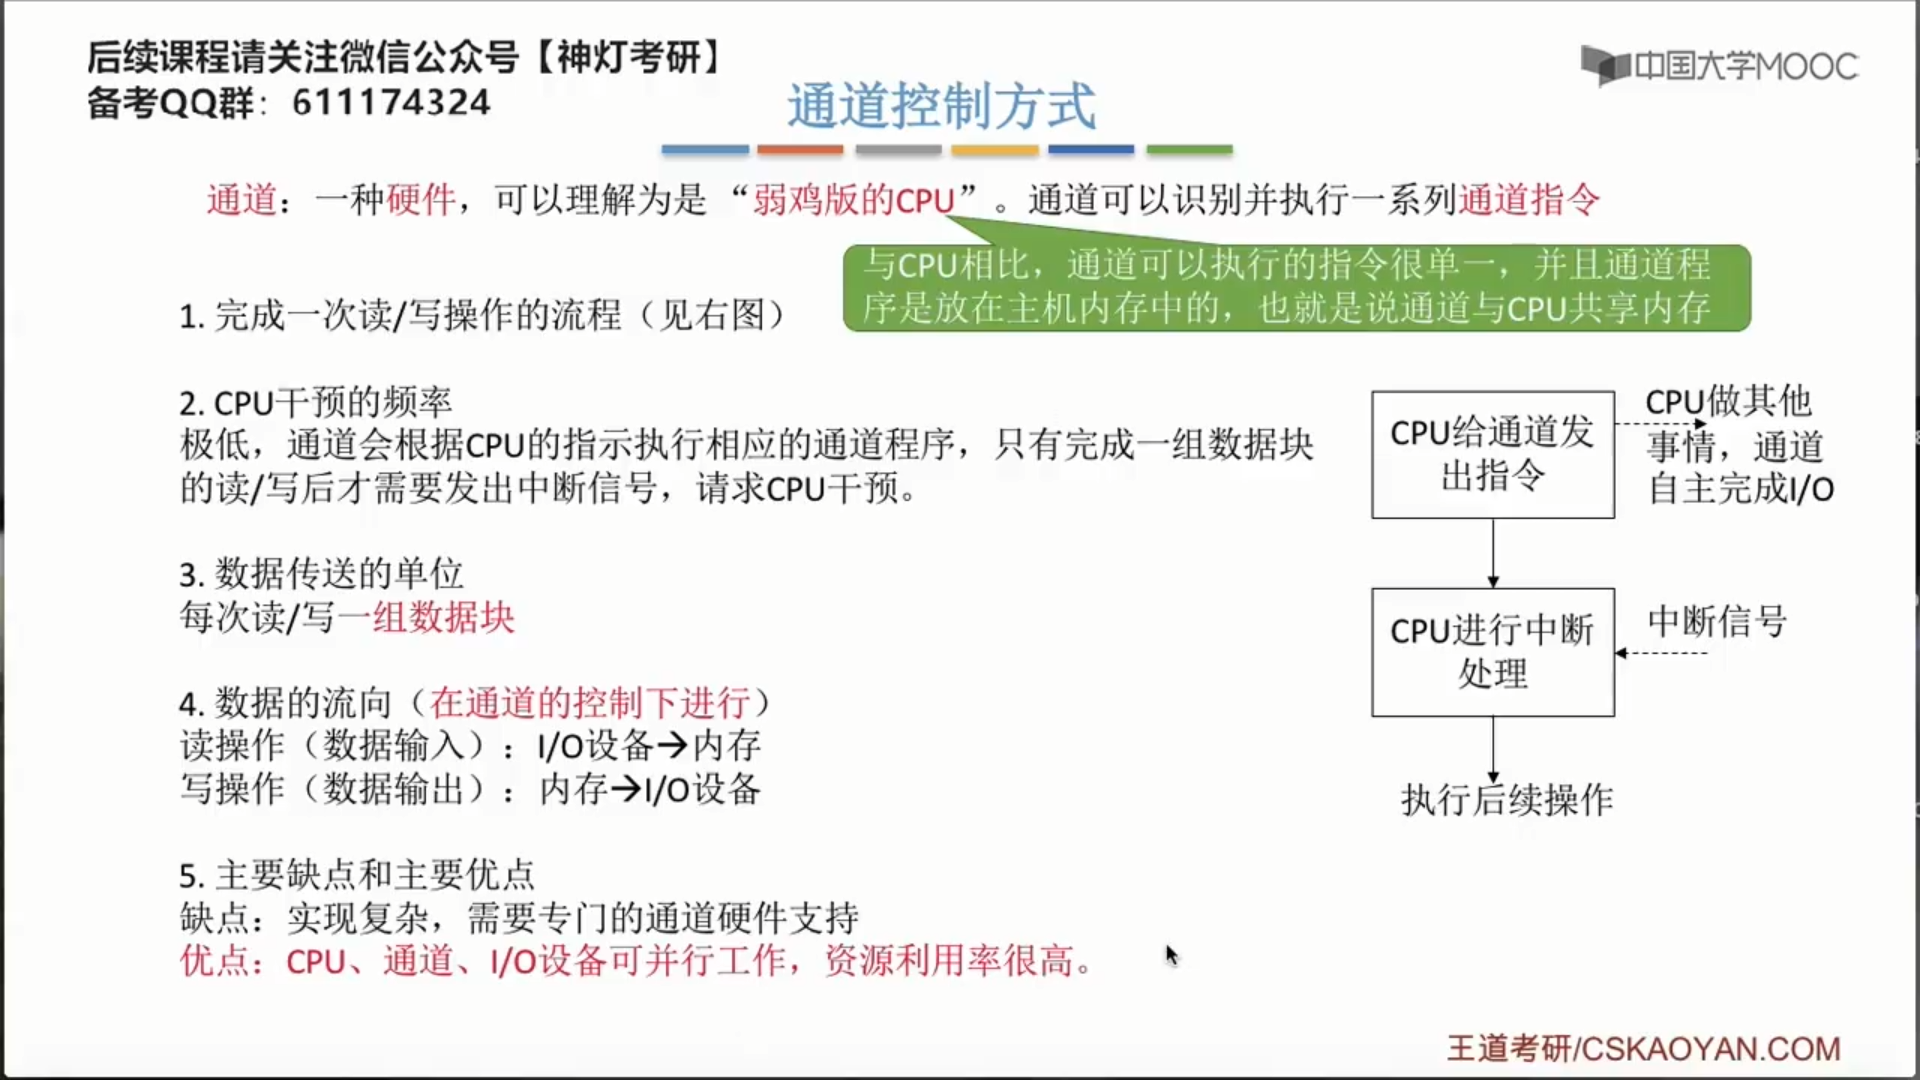 后续课程请关注微信公众号【神灯考研】
备考QQ群：611174324
中国大学MOOC
通道控制方式
通道：一种硬件，可以理解为是“弱鸡版的CPU”。通道可以识别并执行一系列通道指令
与CPU相比，通道可以执行的指令很单一，并且通道程
序是放在主机内存中的，也就是说通道与CPU共享内存
1. 完成一次读/写操作的流程（见右图）
2. CPU干预的频率
极低，通道会根据CPU的指示执行相应的通道程序，只有完成一组数据块
的读/写后才需要发出中断信号，请求CPU干预。
3. 数据传送的单位
每次读/写一组数据块
4. 数据的流向（在通道的控制下进行）
读操作（数据输入）：I/O设备→内存
写操作（数据输出）：内存→I/O设备
5. 主要缺点和主要优点
缺点：实现复杂，需要专门的通道硬件支持
优点：CPU、通道、I/O设备可并行工作，资源利用率很高。
CPU给通道发
出指令
CPU做其他
事情，通道
自主完成I/O
CPU进行中断
处理
中断信号
执行后续操作
王道考研/CSKAOYAN.COM